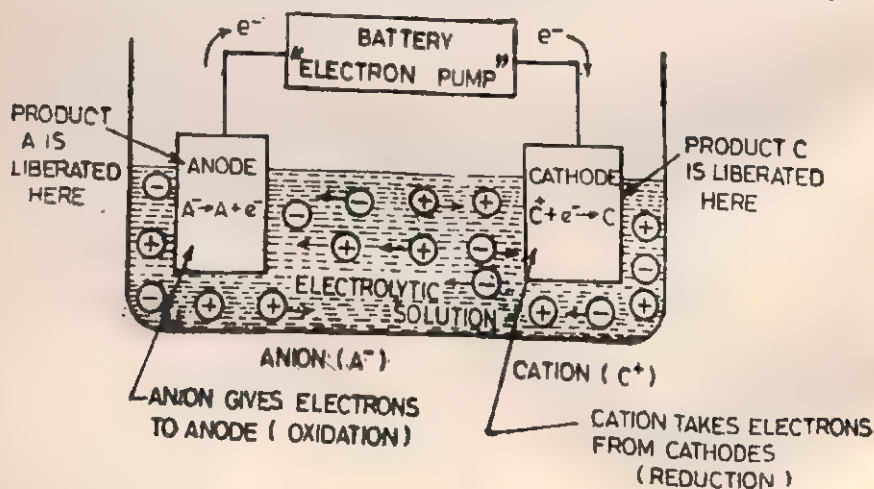 e⁻
BATTERY
"ELECTRON PUMP"
e⁻
PRODUCT
A IS
LIBERATED
HERE
ANODE
A⁻→A+e⁻
CATHODE
C⁺+e⁻→C
PRODUCT C
IS LIBERATED
HERE
ELECTROLYTIC
SOLUTION
ANION (A⁻)
CATION (C⁺)
ANION GIVES ELECTRONS
TO ANODE (OXIDATION)
CATION TAKES ELECTRONS
FROM CATHODES
(REDUCTION)